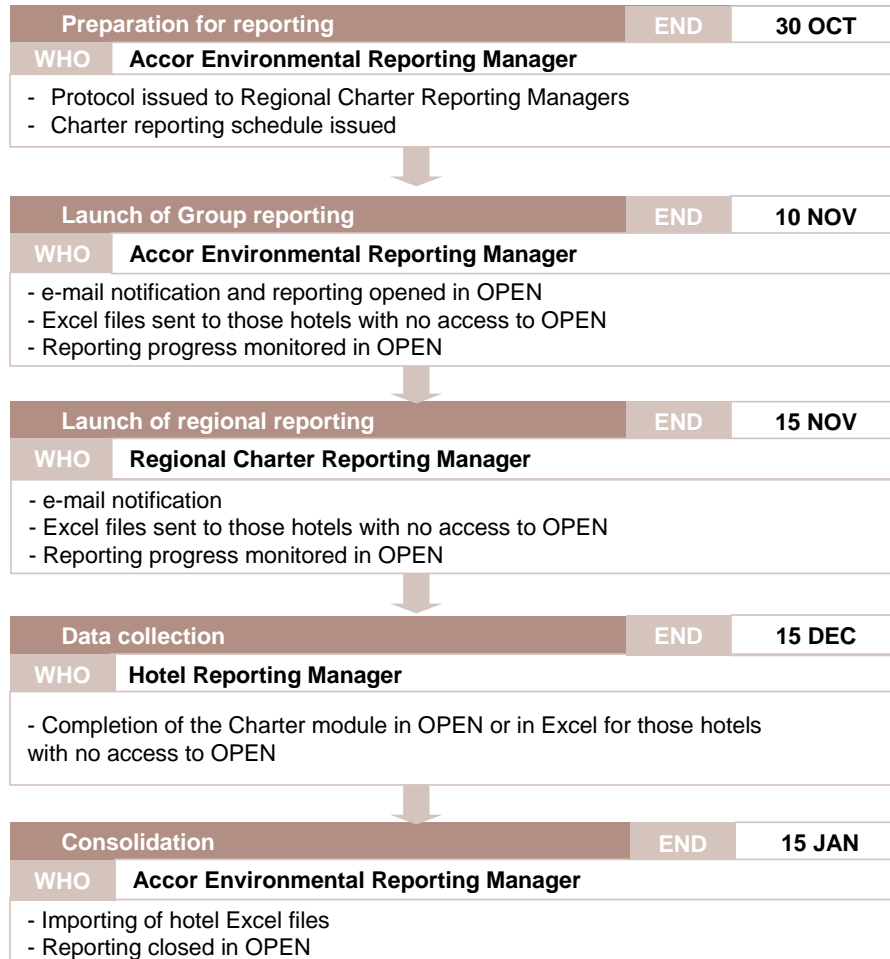 Preparation for reporting END 30 OCT
WHO Accor Environmental Reporting Manager
- Protocol issued to Regional Charter Reporting Managers
- Charter reporting schedule issued
Launch of Group reporting END 10 NOV
WHO Accor Environmental Reporting Manager
- e-mail notification and reporting opened in OPEN
- Excel files sent to those hotels with no access to OPEN
- Reporting progress monitored in OPEN
Launch of regional reporting END 15 NOV
WHO Regional Charter Reporting Manager
- e-mail notification
- Excel files sent to those hotels with no access to OPEN
- Reporting progress monitored in OPEN
Data collection END 15 DEC
WHO Hotel Reporting Manager
- Completion of the Charter module in OPEN or in Excel for those hotels
with no access to OPEN
Consolidation END 15 JAN
WHO Accor Environmental Reporting Manager
- Importing of hotel Excel files
- Reporting closed in OPEN